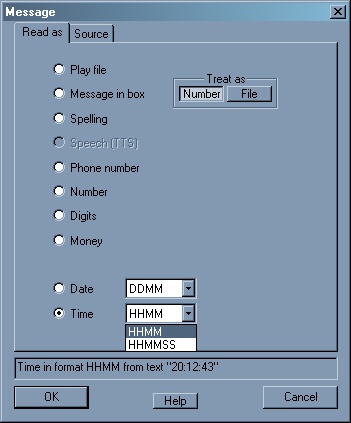 Message
Read as Source
Play file
Treat as
Message in box Number File
Spelling
Speech (TTS)
Phone number
Number
Digits
Money
Date DDMM
Time HHMM
HHMM
HHMMSS
Time in format HHMM from text "20:12:43"
OK Help Cancel